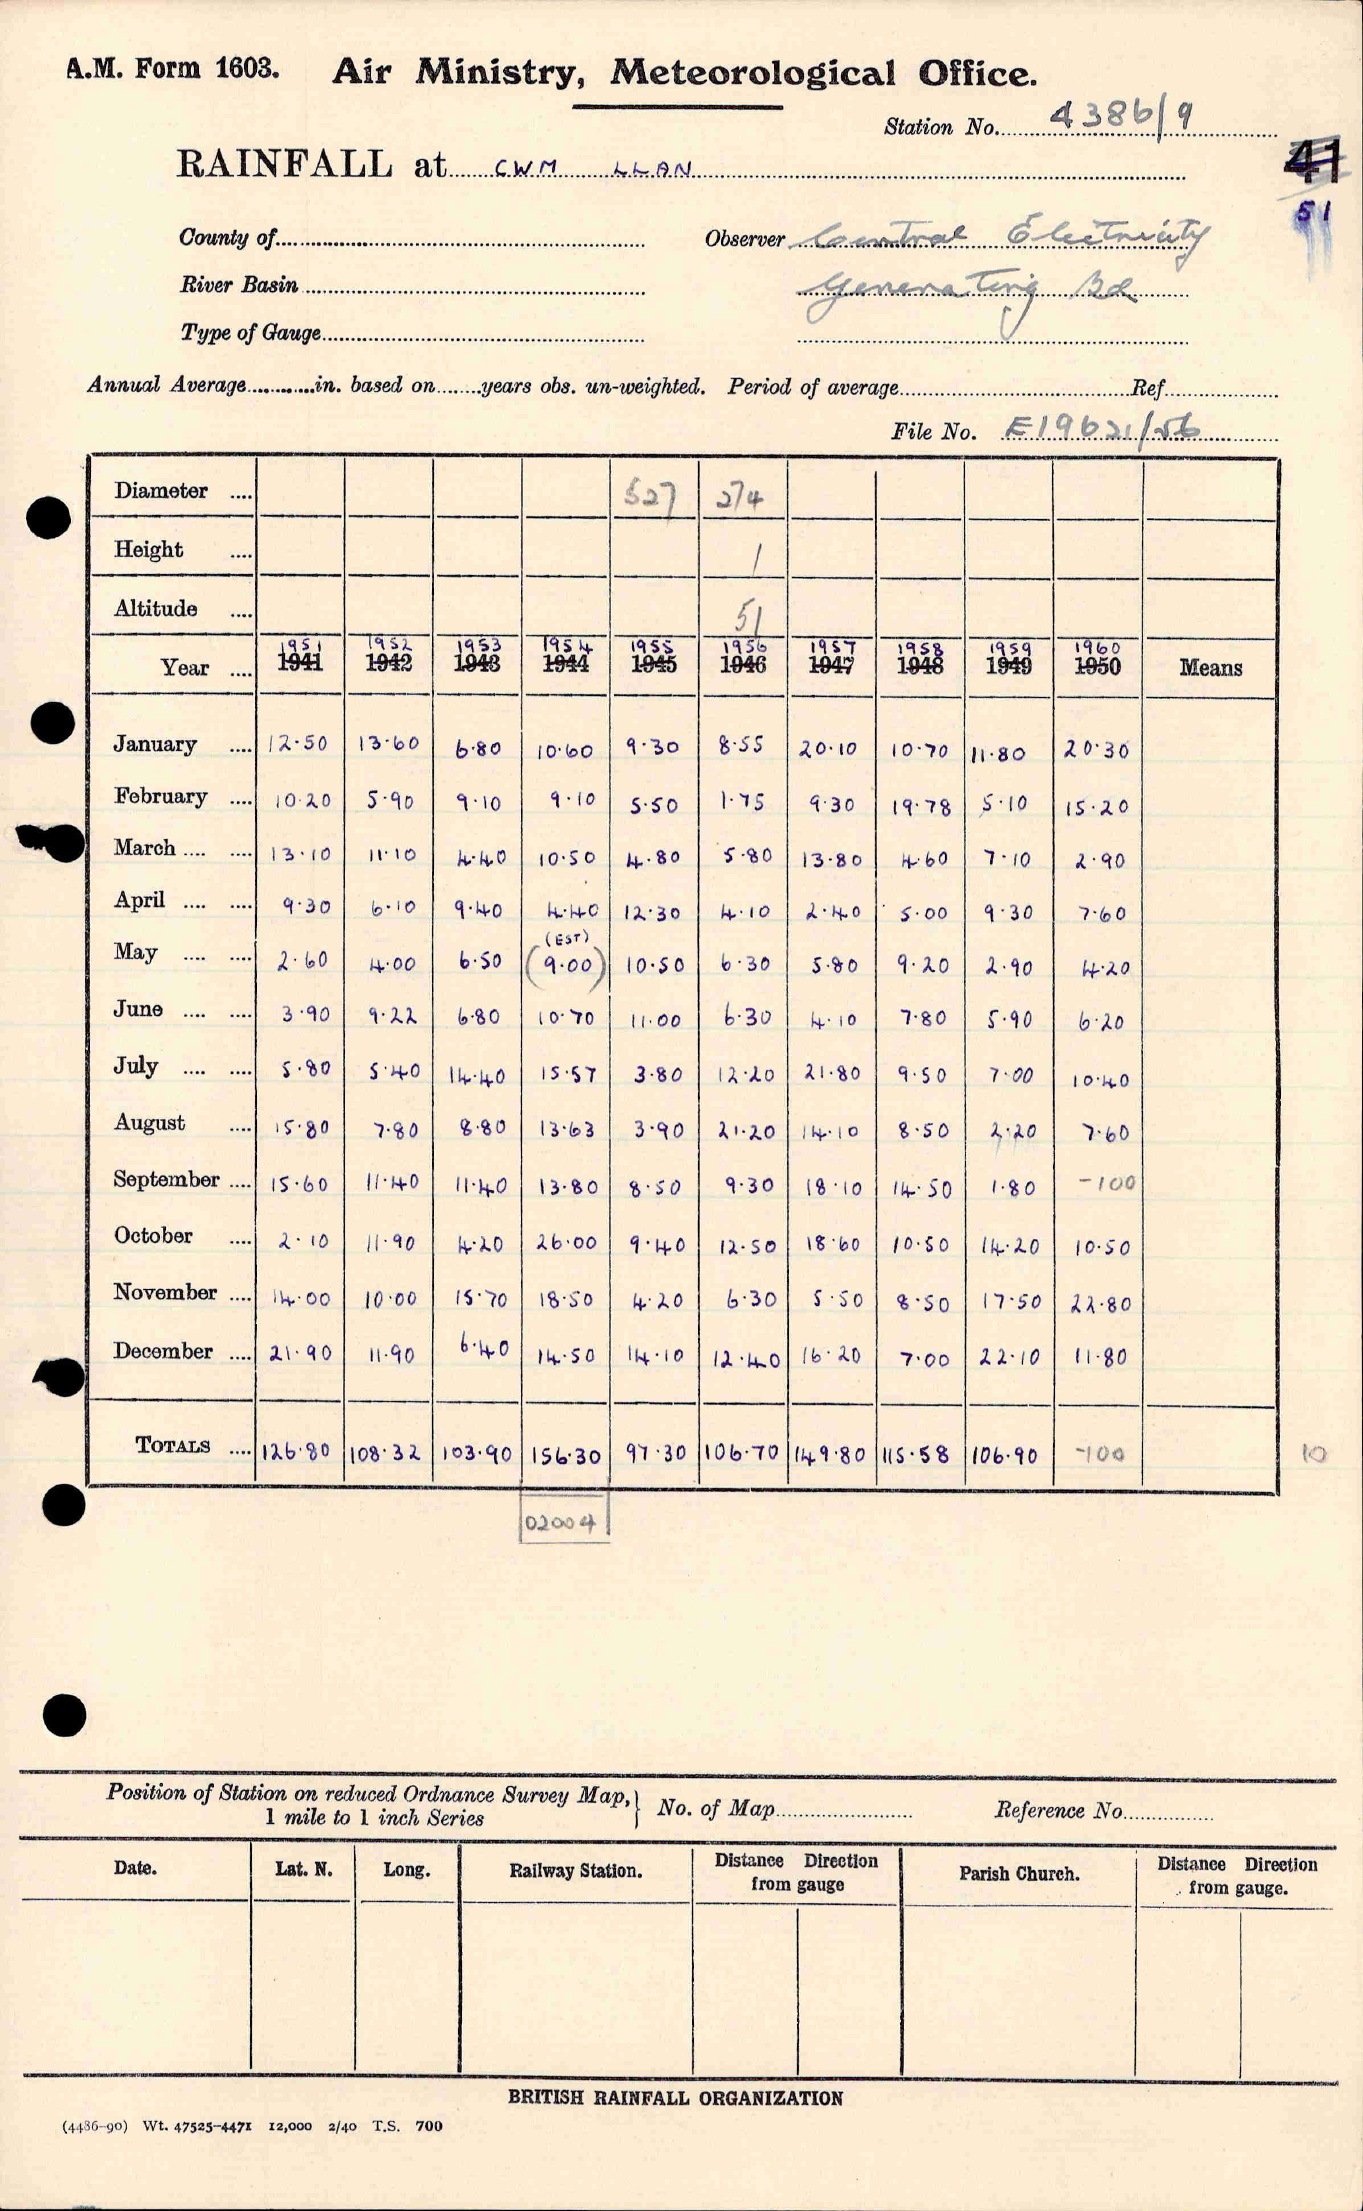 A.M. Form 1603. Air Ministry, Meteorological Office.
Station No. 4386/9
RAINFALL at CWM LLAN
41
51
County of Observer Central Electricity
River Basin Generating Bd
Type of Gauge
Annual Average in. based on years obs. un-weighted. Period of average Ref
File No. E19621/56
Diameter 527 274
Height 1
Altitude 51
1951 1952 1953 1954 1955 1956 1957 1958 1959 1960
Year 1941 1942 1943 1944 1945 1946 1947 1948 1949 1950 Means
January 12.50 13.60 6.80 10.60 9.30 8.55 20.10 10.70 11.80 20.30
February 10.20 5.90 9.10 9.10 5.50 1.75 9.30 19.78 5.10 15.20
March 13.10 11.10 4.40 10.50 4.80 5.80 13.80 4.60 7.10 2.90
April 9.30 6.10 9.40 4.40 12.30 4.10 2.40 5.00 9.30 7.60
(EST)
May 2.60 4.00 6.50 (9.00) 10.50 6.30 5.80 9.20 2.90 4.20
June 3.90 9.22 6.80 10.70 11.00 6.30 4.10 7.80 5.90 6.20
July 5.80 5.40 14.40 15.57 3.80 12.20 21.80 9.50 7.00 10.40
August 15.80 7.80 8.80 13.63 3.90 21.20 14.10 8.50 2.20 7.60
September 15.60 11.40 11.40 13.80 8.50 9.30 18.10 14.50 1.80 -100
October 2.10 11.90 4.20 26.00 9.40 12.50 18.60 10.50 14.20 10.50
November 14.00 10.00 15.70 18.50 4.20 6.30 5.50 8.50 17.50 22.80
December 21.90 11.90 6.40 14.50 14.10 12.40 16.20 7.00 22.10 11.80
TOTALS 126.80 108.32 103.90 156.30 97.30 106.70 149.80 115.58 106.90 -100 10
02004
Position of Station on reduced Ordnance Survey Map,
1 mile to 1 inch Series
No. of Map Reference No.
Date. Lat. N. Long. Railway Station. Distance Direction from gauge Parish Church. Distance Direction from gauge.
BRITISH RAINFALL ORGANIZATION
(4486-90) Wt. 47525-4471 12,000 2/40 T.S. 700